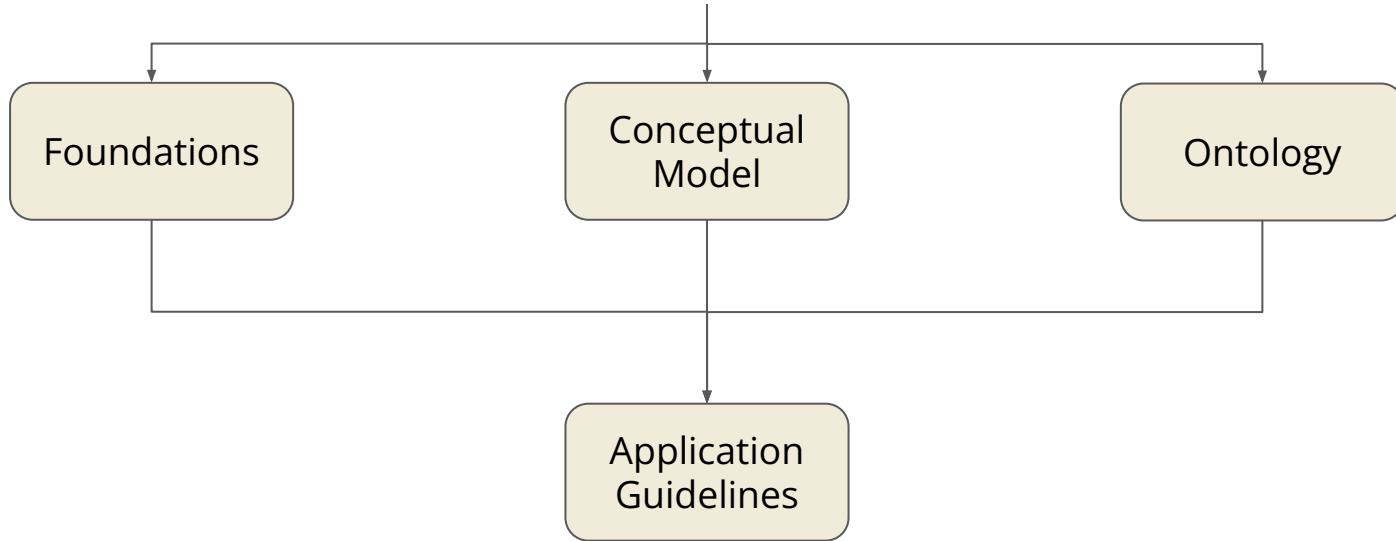 Foundations
Conceptual
Model
Ontology
Application
Guidelines